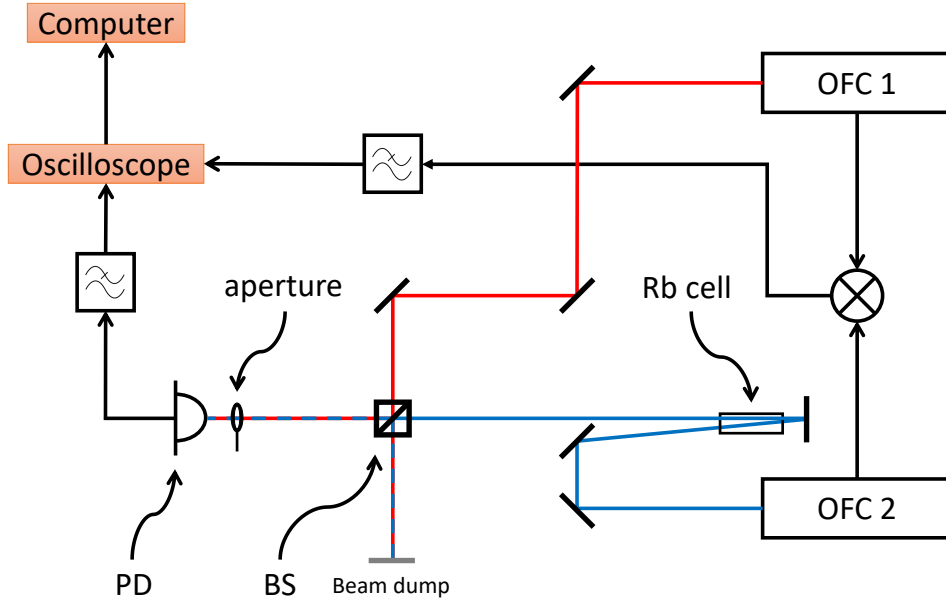 Computer
OFC 1
Oscilloscope
aperture
Rb cell
OFC 2
PD
BS
Beam dump